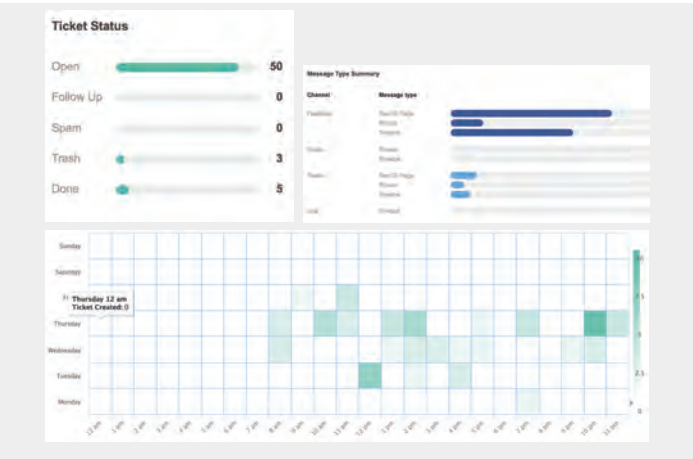 Ticket Status
Open 50
Follow Up 0
Spam 0
Trash 3
Done 5
Message Type Summary
Channel Message type
Sunday
Saturday
Thursday 12 am
Ticket Created: 0
Thursday
Wednesday
Tuesday
Monday
10
7.5
5
2.5
0
12 am 1 am 2 am 3 am 4 am 5 am 6 am 7 am 8 am 9 am 10 am 11 am 12 pm 1 pm 2 pm 3 pm 4 pm 5 pm 6 pm 7 pm 8 pm 9 pm 10 pm 11 pm